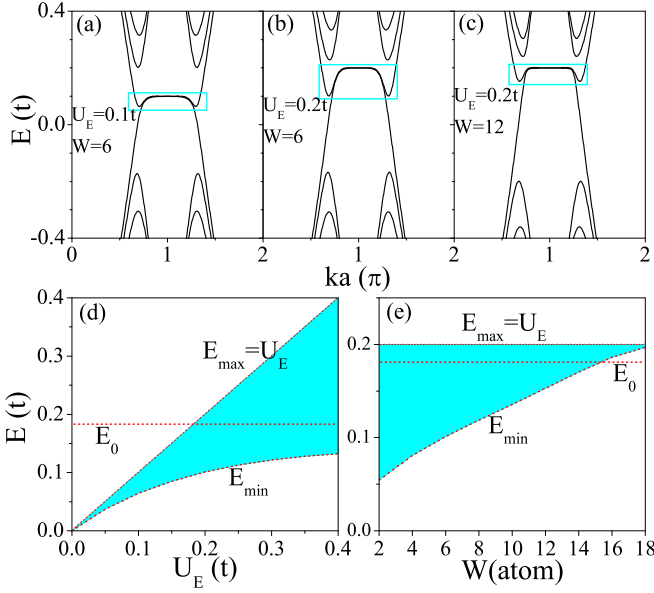 (a)
U_E=0.1t
W=6
(b)
U_E=0.2t
W=6
(c)
U_E=0.2t
W=12
E (t)
0.4
0.0
-0.4
0 1 2 1 2 1 2
ka (π)
(d)
E_max=U_E
E_0
E_min
E (t)
0.4
0.3
0.2
0.1
0.0
0.0 0.1 0.2 0.3 0.4
U_E (t)
(e)
E_max=U_E
E_0
E_min
0.2
0.1
0.0
2 4 6 8 10 12 14 16 18
W(atom)